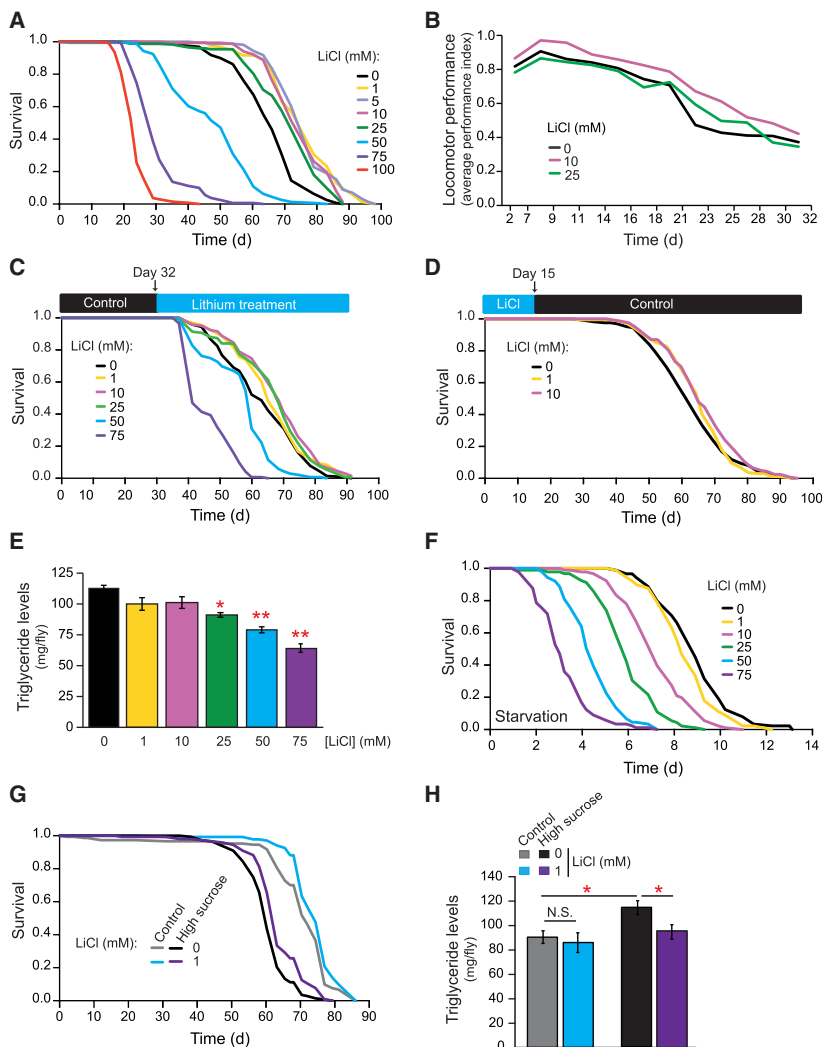 A
Survival
1.0
0.8
0.6
0.4
0.2
0.0
0 10 20 30 40 50 60 70 80 90 100
Time (d)
LiCl (mM):
0
1
5
10
25
50
75
100
B
Locomotor performance
(average performance index)
1.0
0.8
0.6
0.4
0.2
0
LiCl (mM)
0
10
25
2 7 9 11 14 16 19 21 23 24 26 28 30 32
Time (d)
C
Day 32
Control
Lithium treatment
Survival
1.0
0.8
0.6
0.4
0.2
0.0
LiCl (mM):
0
1
10
25
50
75
0 10 20 30 40 50 60 70 80 90 100
Time (d)
D
Day 15
LiCl
Control
Survival
1.0
0.8
0.6
0.4
0.2
0.0
LiCl (mM):
0
1
10
0 10 20 30 40 50 60 70 80 90 100
Time (d)
E
Triglyceride levels
(mg/fly)
125
100
75
50
25
0
*
**
**
0 1 10 25 50 75 [LiCl] (mM)
F
Survival
1.0
0.8
0.6
0.4
0.2
0.0
LiCl (mM)
0
1
10
25
50
75
Starvation
0 2 4 6 8 10 12 14
Time (d)
G
Survival
1.0
0.8
0.6
0.4
0.2
0.0
Control
High sucrose
LiCl (mM):
0
1
0 10 20 30 40 50 60 70 80 90
Time (d)
H
Control
High sucrose
0
1
LiCl (mM)
Triglyceride levels
(mg/fly)
140
120
100
80
60
40
20
0
N.S.
*
*